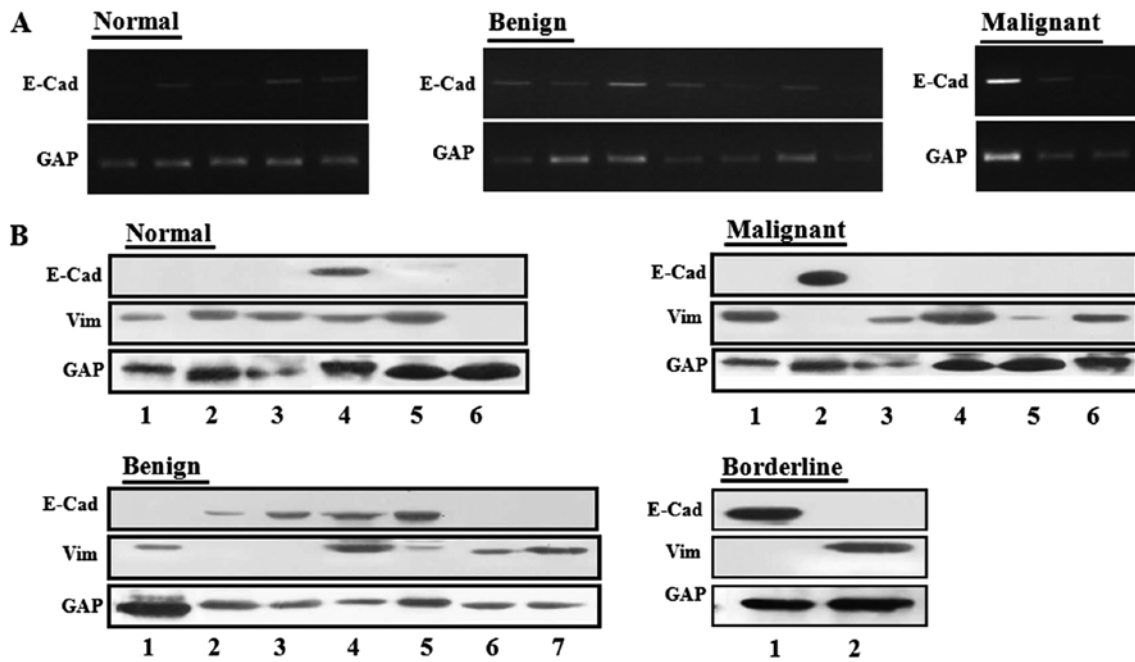 A
Normal
Benign
Malignant
E-Cad
E-Cad
E-Cad
GAP
GAP
GAP
B
Normal
Malignant
E-Cad
Vim
GAP
1 2 3 4 5 6
E-Cad
Vim
GAP
1 2 3 4 5 6
Benign
Borderline
E-Cad
Vim
GAP
1 2 3 4 5 6 7
E-Cad
Vim
GAP
1 2